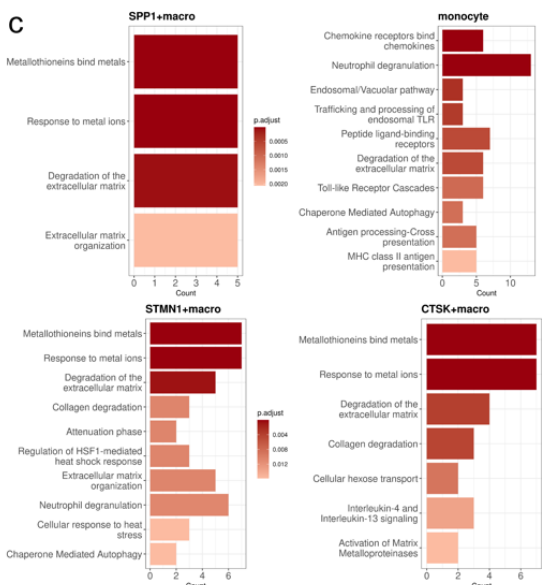 C
SPP1+macro
Metallothioneins bind metals
Response to metal ions
Degradation of the
extracellular matrix
Extracellular matrix
organization
0 1 2 3 4 5
Count
p.adjust
0.0005
0.0010
0.0015
0.0020
monocyte
Chemokine receptors bind
chemokines
Neutrophil degranulation
Endosomal/Vacuolar pathway
Trafficking and processing of
endosomal TLR
Peptide ligand-binding
receptors
Degradation of the
extracellular matrix
Toll-like Receptor Cascades
Chaperone Mediated Autophagy
Antigen processing-Cross
presentation
MHC class II antigen
presentation
0 5 10
Count
STMN1+macro
Metallothioneins bind metals
Response to metal ions
Degradation of the
extracellular matrix
Collagen degradation
Attenuation phase
Regulation of HSF1-mediated
heat shock response
Extracellular matrix
organization
Neutrophil degranulation
Cellular response to heat
stress
Chaperone Mediated Autophagy
0 2 4 6
Count
p.adjust
0.004
0.008
0.012
CTSK+macro
Metallothioneins bind metals
Response to metal ions
Degradation of the
extracellular matrix
Collagen degradation
Cellular hexose transport
Interleukin-4 and
Interleukin-13 signaling
Activation of Matrix
Metalloproteinases
0 2 4 6
Count